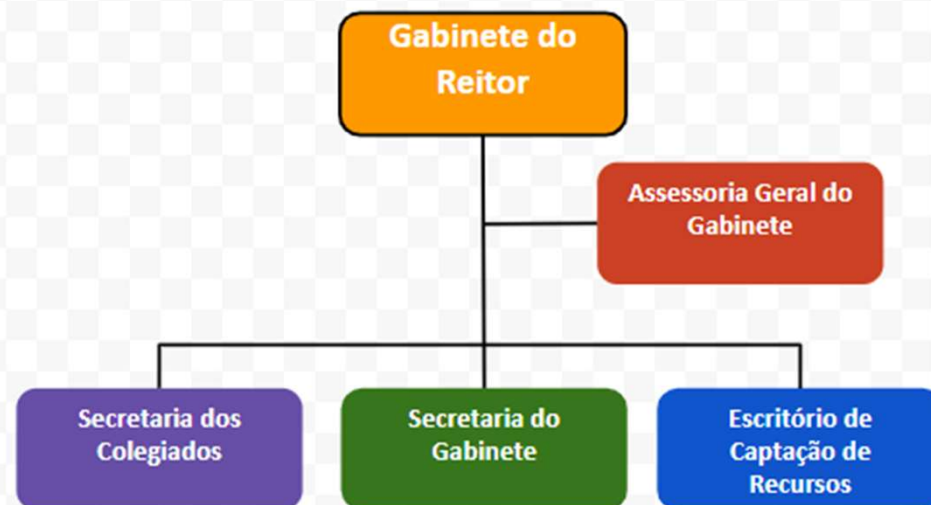 Gabinete do
Reitor
Assessoria Geral do
Gabinete
Secretaria dos
Colegiados
Secretaria do
Gabinete
Escritório de
Captação de
Recursos